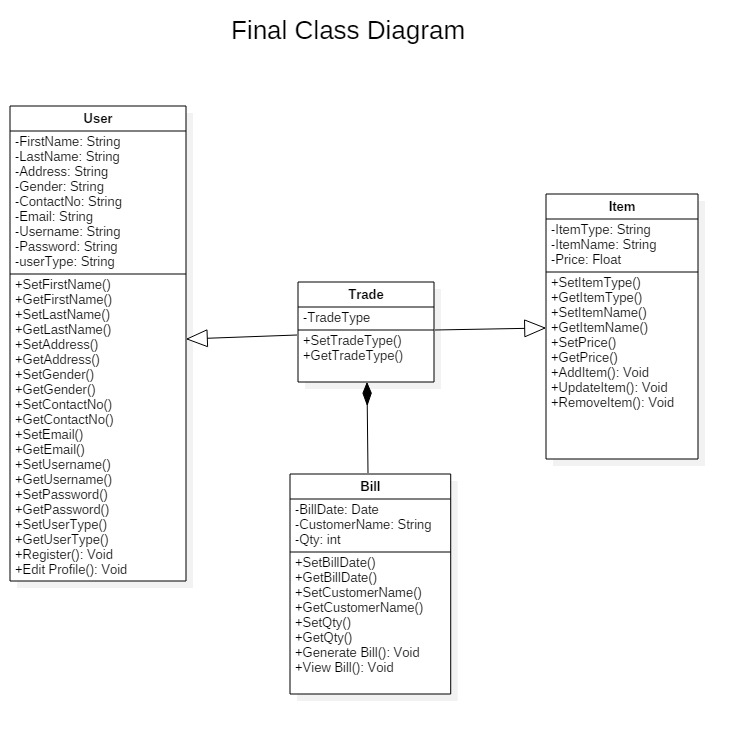 Final Class Diagram
User
-FirstName: String
-LastName: String
-Address: String
-Gender: String
-ContactNo: String
-Email: String
-Username: String
-Password: String
-userType: String
+SetFirstName()
+GetFirstName()
+SetLastName()
+GetLastName()
+SetAddress()
+GetAddress()
+SetGender()
+GetGender()
+SetContactNo()
+GetContactNo()
+SetEmail()
+GetEmail()
+SetUsername()
+GetUsername()
+SetPassword()
+GetPassword()
+SetUserType()
+GetUserType()
+Register(): Void
+Edit Profile(): Void
Trade
-TradeType
+SetTradeType()
+GetTradeType()
Item
-ItemType: String
-ItemName: String
-Price: Float
+SetItemType()
+GetItemType()
+SetItemName()
+GetItemName()
+SetPrice()
+GetPrice()
+AddItem(): Void
+UpdateItem(): Void
+RemoveItem(): Void
Bill
-BillDate: Date
-CustomerName: String
-Qty: int
+SetBillDate()
+GetBillDate()
+SetCustomerName()
+GetCustomerName()
+SetQty()
+GetQty()
+Generate Bill(): Void
+View Bill(): Void